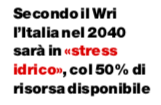 Secondo il Wri
l'Italia nel 2040
sarà in «stress
idrico», col 50% di
risorsa disponibile